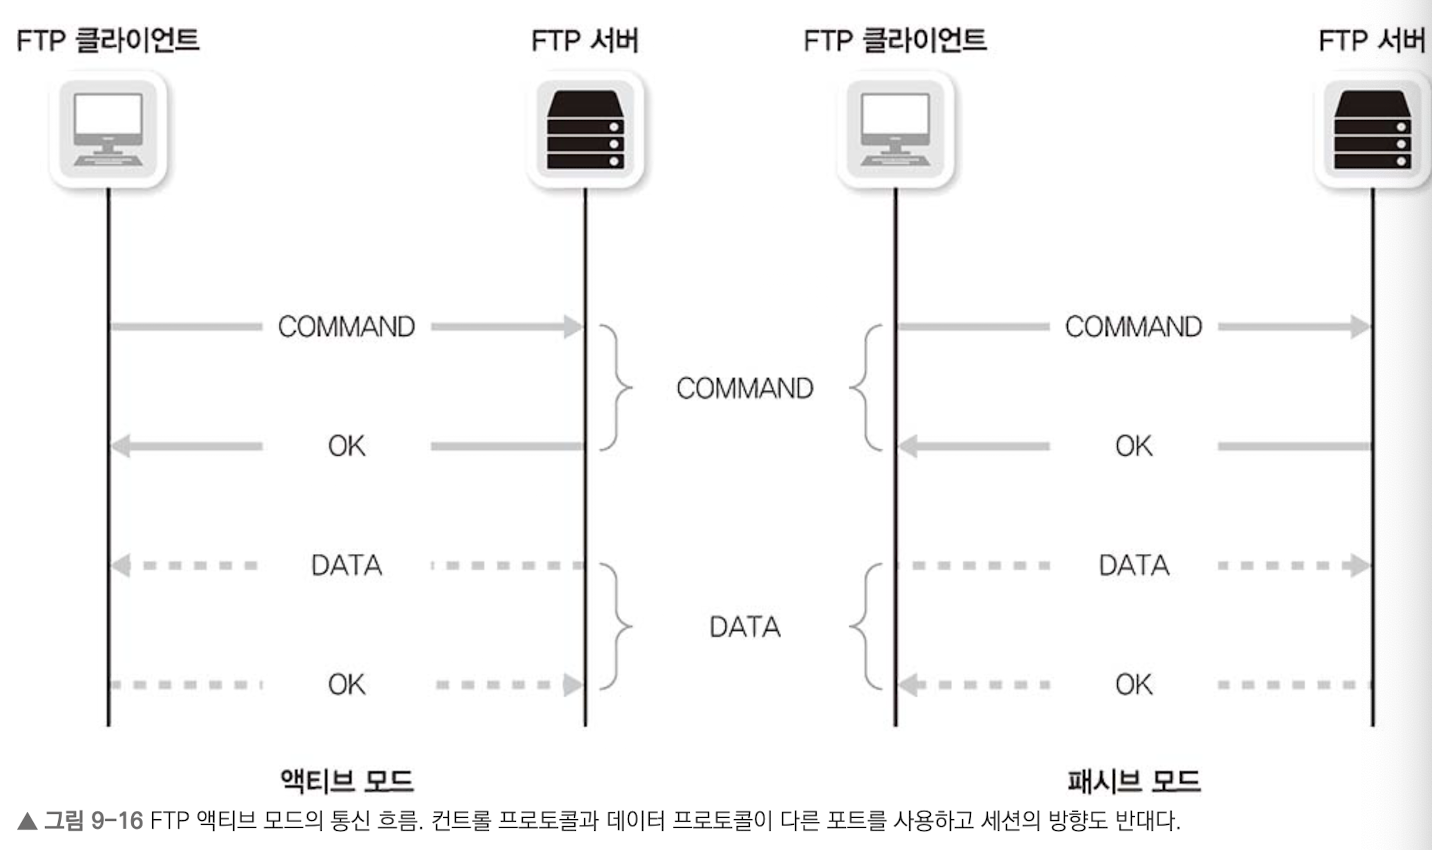 FTP 클라이언트 FTP 서버 FTP 클라이언트 FTP 서버
COMMAND COMMAND
COMMAND
OK OK
DATA DATA
DATA
OK OK
액티브 모드 패시브 모드
▲ 그림 9-16 FTP 액티브 모드의 통신 흐름. 컨트롤 프로토콜과 데이터 프로토콜이 다른 포트를 사용하고 세션의 방향도 반대다.